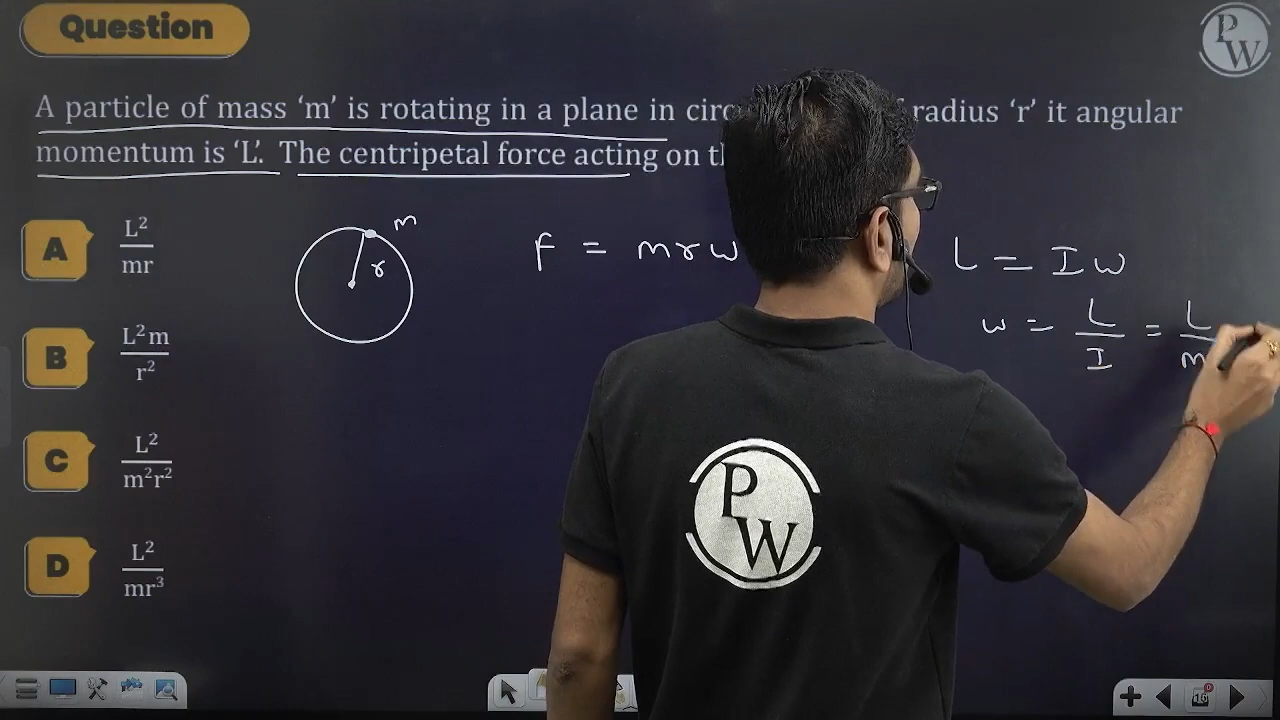 Question
PW
A particle of mass ‘m’ is rotating in a plane in circ radius ‘r’ it angular
momentum is ‘L’. The centripetal force acting on th
A
L²
mr
B
L²m
r²
C
L²
m²r²
D
L²
mr³
m
r
F = mrω
L = Iω
ω = L/I = L/m
PW